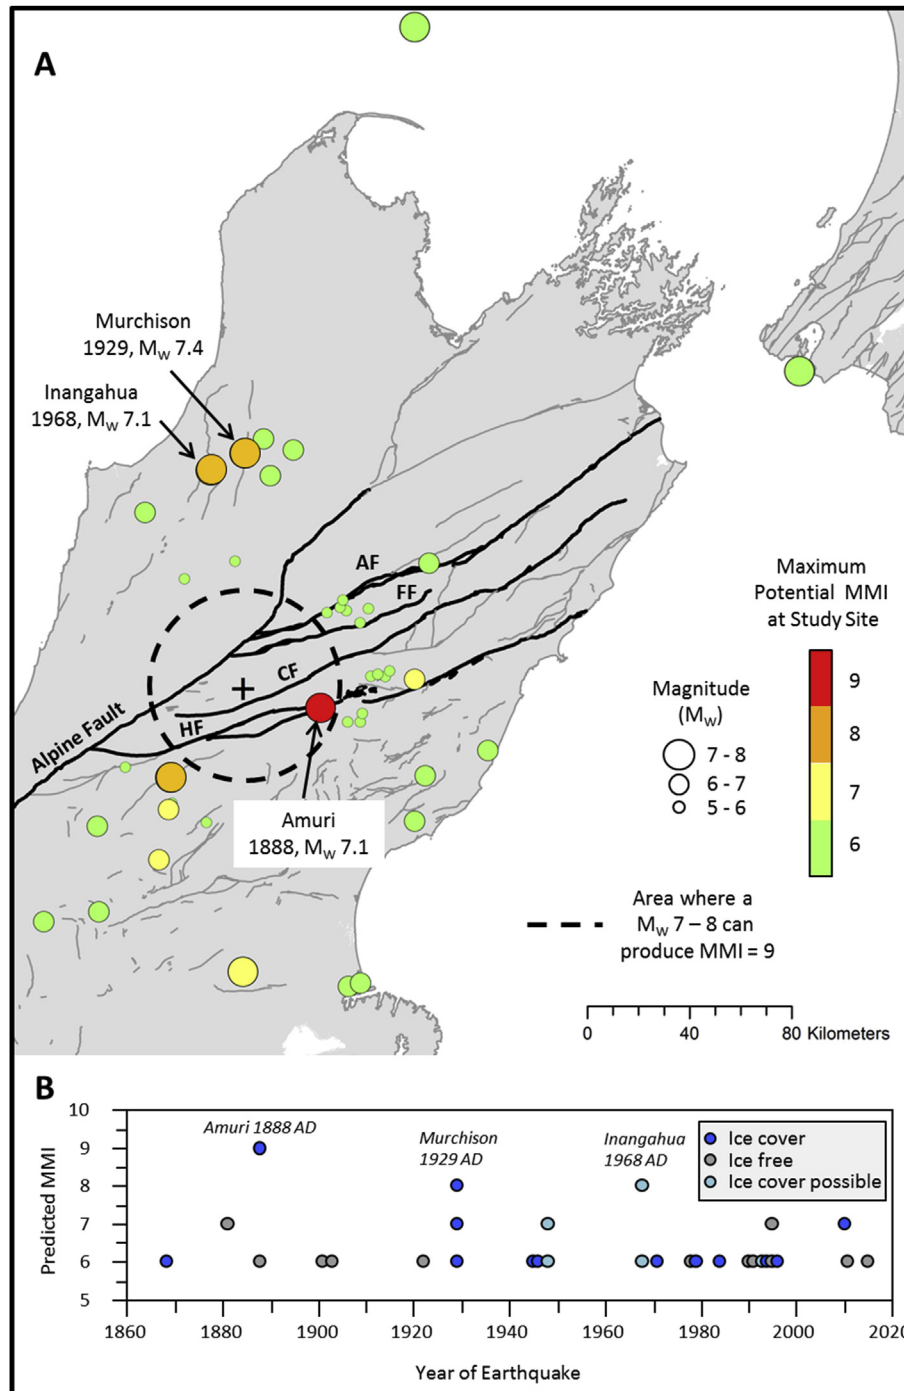 A
Murchison
1929, Mw 7.4
Inangahua
1968, Mw 7.1
AF
FF
CF
HF
Alpine Fault
Amuri
1888, Mw 7.1
Maximum
Potential MMI
at Study Site
9
8
7
6
Magnitude
(Mw)
7 - 8
6 - 7
5 - 6
Area where a
Mw 7 – 8 can
produce MMI = 9
0 40 80 Kilometers
B
Predicted MMI
10
9
8
7
6
5
Amuri 1888 AD
Murchison
1929 AD
Inangahua
1968 AD
Ice cover
Ice free
Ice cover possible
1860 1880 1900 1920 1940 1960 1980 2000 2020
Year of Earthquake